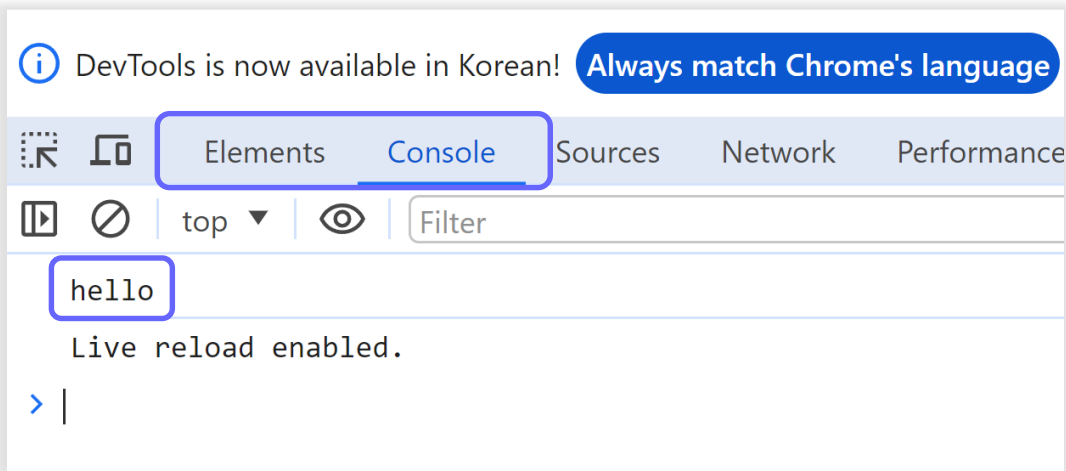 DevTools is now available in Korean! Always match Chrome's language
Elements Console Sources Network Performance
top Filter
hello
Live reload enabled.